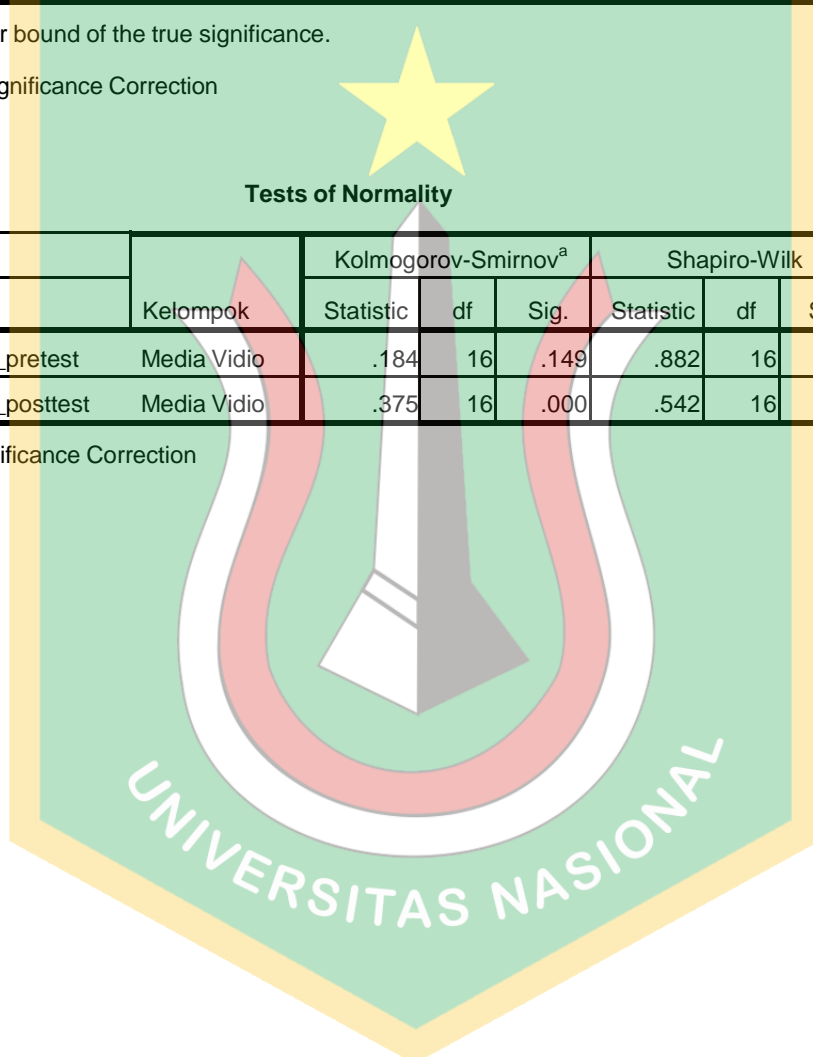 bound of the true significance.
Significance Correction
Tests of Normality
Kolmogorov-Smirnovᵃ Shapiro-Wilk
Kelompok Statistic df Sig. Statistic df
_pretest Media Vidio .184 16 .149 .882 16
_posttest Media Vidio .375 16 .000 .542 16
Correction
UNIVERSITAS NASIONAL